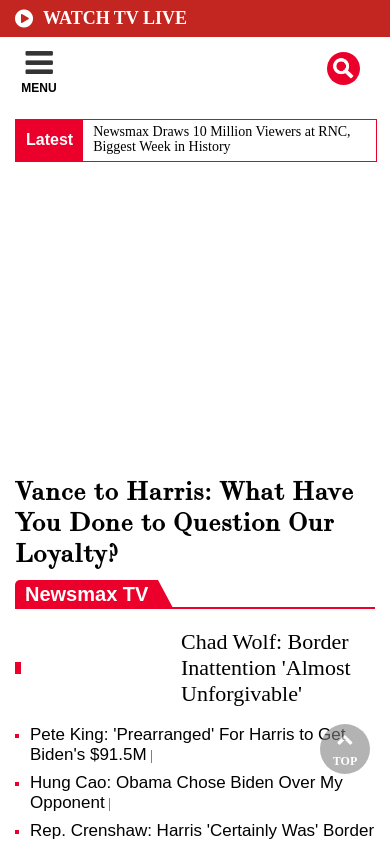 WATCH TV LIVE
MENU
Latest
Newsmax Draws 10 Million Viewers at RNC,
Biggest Week in History
Vance to Harris: What Have
You Done to Question Our
Loyalty?
Newsmax TV
Chad Wolf: Border
Inattention 'Almost
Unforgivable'
Pete King: 'Prearranged' For Harris to Get
Biden's $91.5M |
TOP
Hung Cao: Obama Chose Biden Over My
Opponent |
Rep. Crenshaw: Harris 'Certainly Was' Border